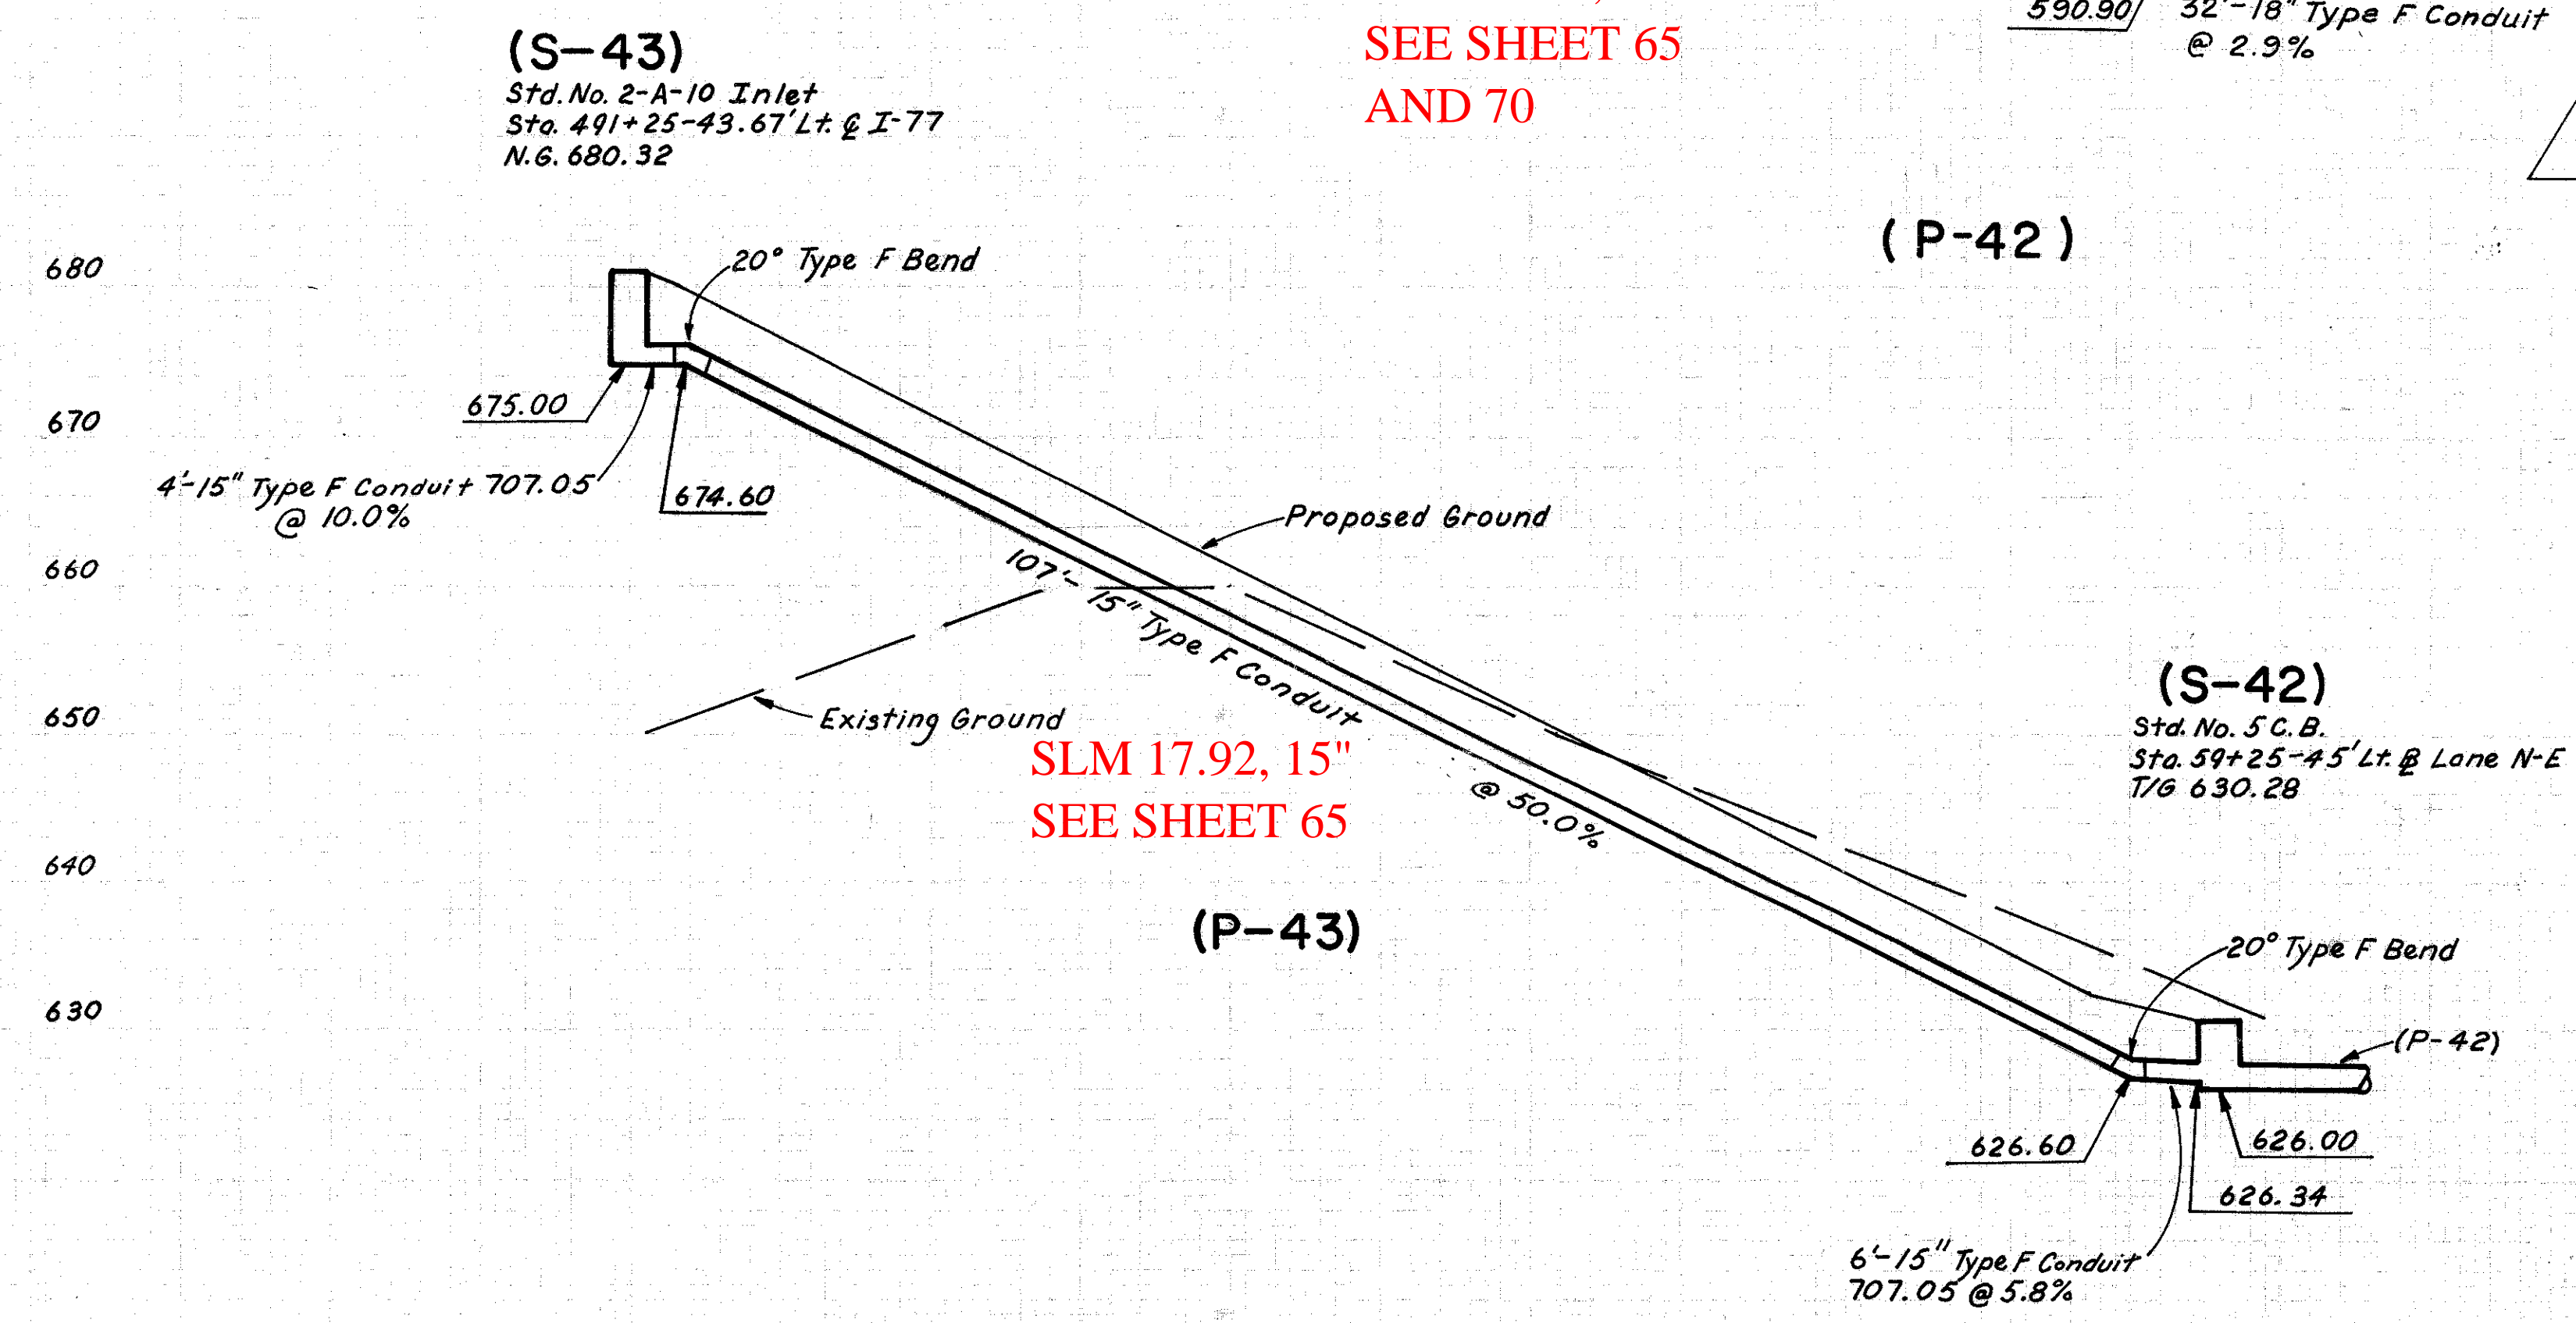 590.90
32'-18" Type F Conduit
@ 2.9%
SEE SHEET 65
AND 70
(S-43)
Std. No. 2-A-10 Inlet
Sta. 491+25-43.67' Lt. ℄ I-77
N.G. 680.32
(P-42)
680
670
660
650
640
630
20° Type F Bend
675.00
4'-15" Type F Conduit 707.05
@ 10.0%
674.60
Proposed Ground
107'- 15" Type F Conduit @ 50.0%
Existing Ground
SLM 17.92, 15"
SEE SHEET 65
(P-43)
(S-42)
Std. No. 5 C.B.
Sta. 59+25-45' Lt. B Lane N-E
T/G 630.28
20° Type F Bend
(P-42)
626.60
626.00
626.34
6'-15" Type F Conduit
707.05 @ 5.8%